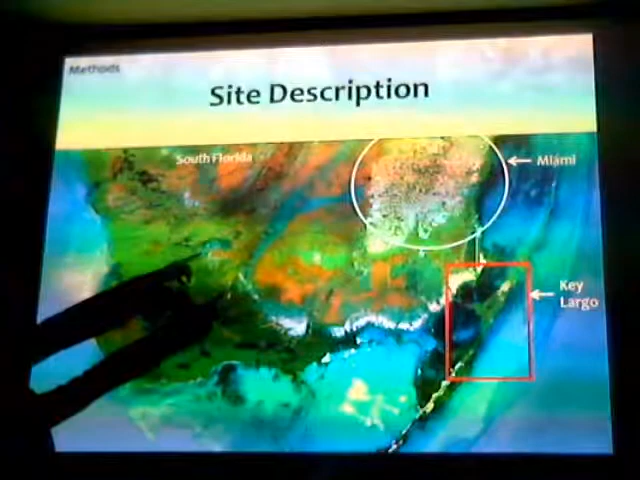 Methods
Site Description
South Florida
Miami
Key
Largo